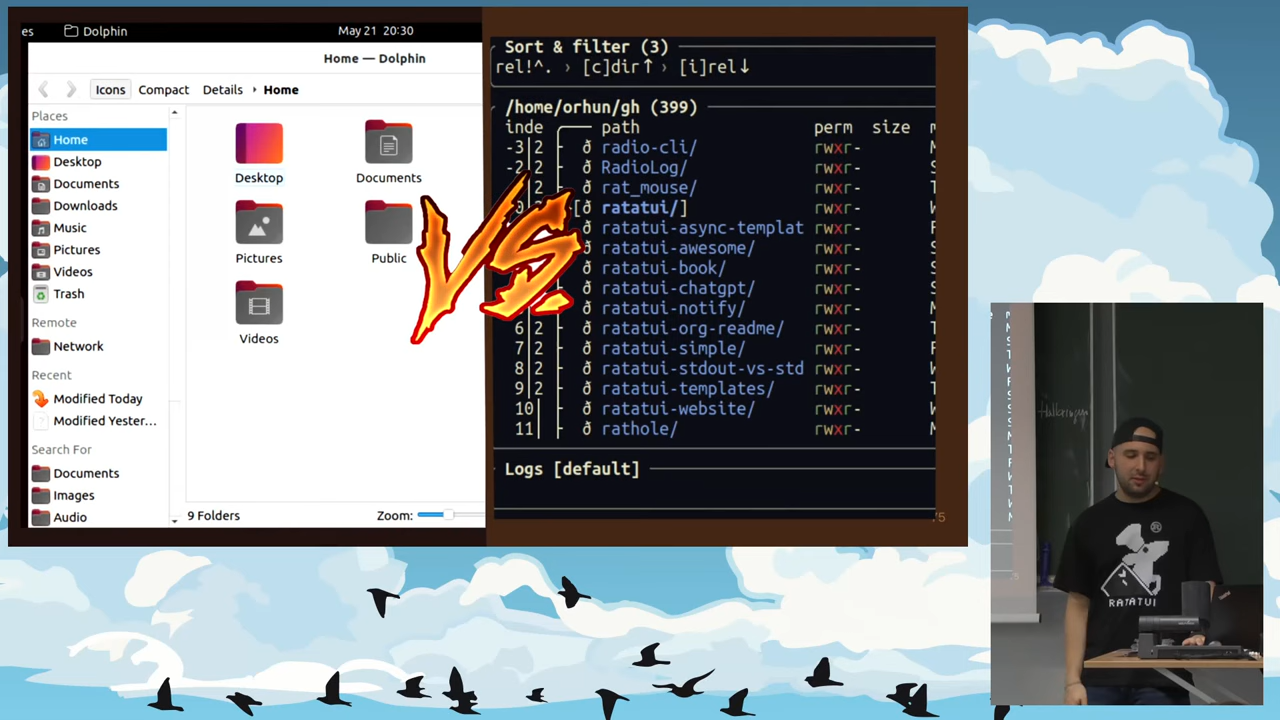 es
Dolphin
May 21 20:30
Home — Dolphin
Icons Compact Details Home
Places
Home
Desktop
Documents
Downloads
Music
Pictures
Videos
Trash
Remote
Network
Recent
Modified Today
Modified Yester...
Search For
Documents
Images
Audio
Desktop
Documents
Pictures
Public
Videos
9 Folders
Zoom:
VS
Sort & filter (3)
rel!^. › [c]dir↑ › [i]rel↓
/home/orhun/gh (399)
inde path perm size
-3 2 ð radio-cli/ rwxr-
-2 2 ð RadioLog/ rwxr-
2 ð rat_mouse/ rwxr-
0 [ð ratatui/] rwxr-
ð ratatui-async-templat rwxr-
ð ratatui-awesome/ rwxr-
ð ratatui-book/ rwxr-
ð ratatui-chatgpt/ rwxr-
ð ratatui-notify/ rwxr-
6 2 ð ratatui-org-readme/ rwxr-
7 2 ð ratatui-simple/ rwxr-
8 2 ð ratatui-stdout-vs-std rwxr-
9 2 ð ratatui-templates/ rwxr-
10 ð ratatui-website/ rwxr-
11 ð rathole/ rwxr-
Logs [default]
/5
RATATUI